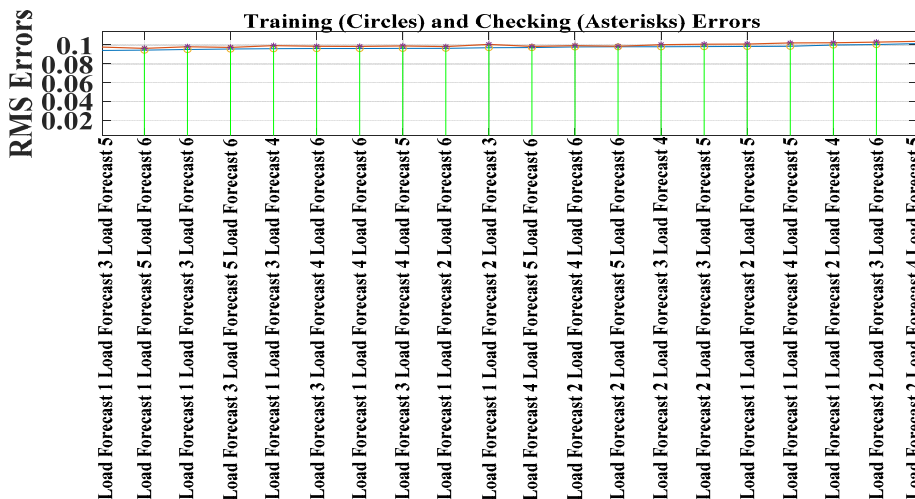 Training (Circles) and Checking (Asterisks) Errors
RMS Errors
0.1
0.08
0.06
0.04
0.02
Load Forecast 1 Load Forecast 3 Load Forecast 5
Load Forecast 1 Load Forecast 5 Load Forecast 6
Load Forecast 1 Load Forecast 3 Load Forecast 6
Load Forecast 3 Load Forecast 5 Load Forecast 6
Load Forecast 1 Load Forecast 3 Load Forecast 4
Load Forecast 3 Load Forecast 4 Load Forecast 6
Load Forecast 1 Load Forecast 4 Load Forecast 6
Load Forecast 3 Load Forecast 4 Load Forecast 5
Load Forecast 1 Load Forecast 2 Load Forecast 6
Load Forecast 1 Load Forecast 2 Load Forecast 3
Load Forecast 4 Load Forecast 5 Load Forecast 6
Load Forecast 2 Load Forecast 4 Load Forecast 6
Load Forecast 2 Load Forecast 5 Load Forecast 6
Load Forecast 2 Load Forecast 3 Load Forecast 4
Load Forecast 2 Load Forecast 3 Load Forecast 5
Load Forecast 1 Load Forecast 2 Load Forecast 5
Load Forecast 1 Load Forecast 4 Load Forecast 5
Load Forecast 1 Load Forecast 2 Load Forecast 4
Load Forecast 2 Load Forecast 3 Load Forecast 6
Load Forecast 2 Load Forecast 4 Load Forecast 5